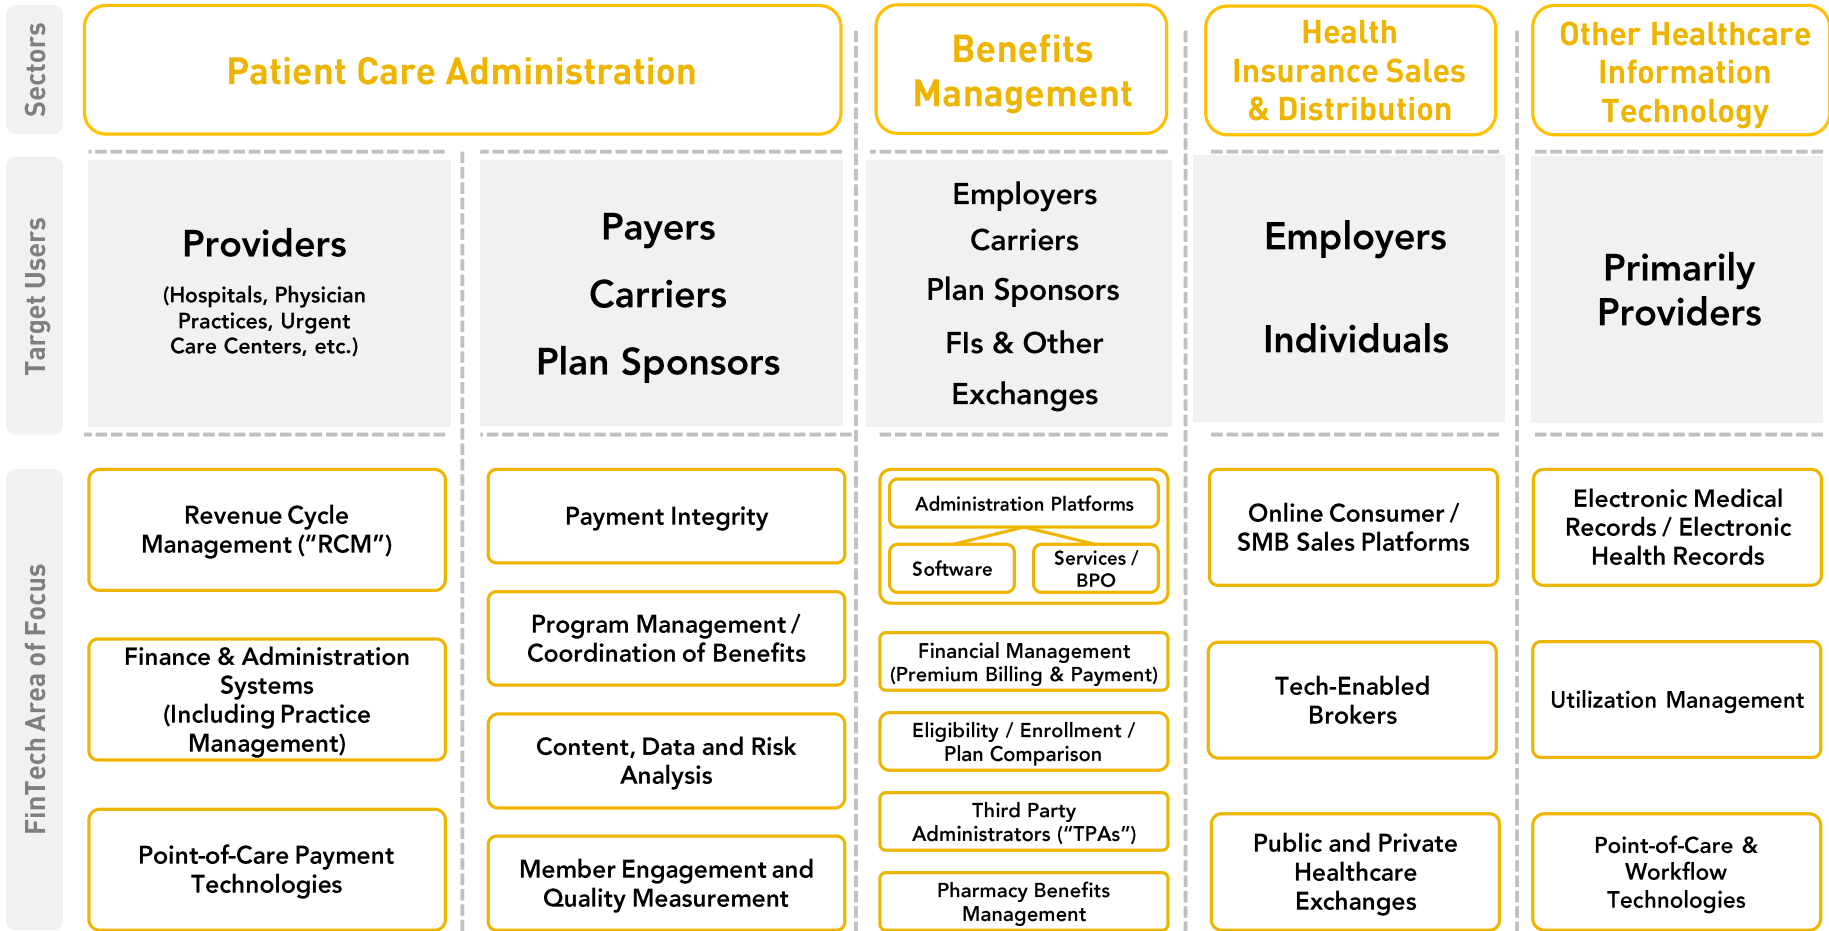 Sectors
Patient Care Administration
Benefits
Management
Health
Insurance Sales
& Distribution
Other Healthcare
Information
Technology
Target Users
Providers
(Hospitals, Physician
Practices, Urgent
Care Centers, etc.)
Payers
Carriers
Plan Sponsors
Employers
Carriers
Plan Sponsors
FIs & Other
Exchanges
Employers
Individuals
Primarily
Providers
FinTech Area of Focus
Revenue Cycle
Management (“RCM”)
Finance & Administration
Systems
(Including Practice
Management)
Point-of-Care Payment
Technologies
Payment Integrity
Program Management /
Coordination of Benefits
Content, Data and Risk
Analysis
Member Engagement and
Quality Measurement
Administration Platforms
Software
Services /
BPO
Financial Management
(Premium Billing & Payment)
Eligibility / Enrollment /
Plan Comparison
Third Party
Administrators (“TPAs”)
Pharmacy Benefits
Management
Online Consumer /
SMB Sales Platforms
Tech-Enabled
Brokers
Public and Private
Healthcare
Exchanges
Electronic Medical
Records / Electronic
Health Records
Utilization Management
Point-of-Care &
Workflow
Technologies